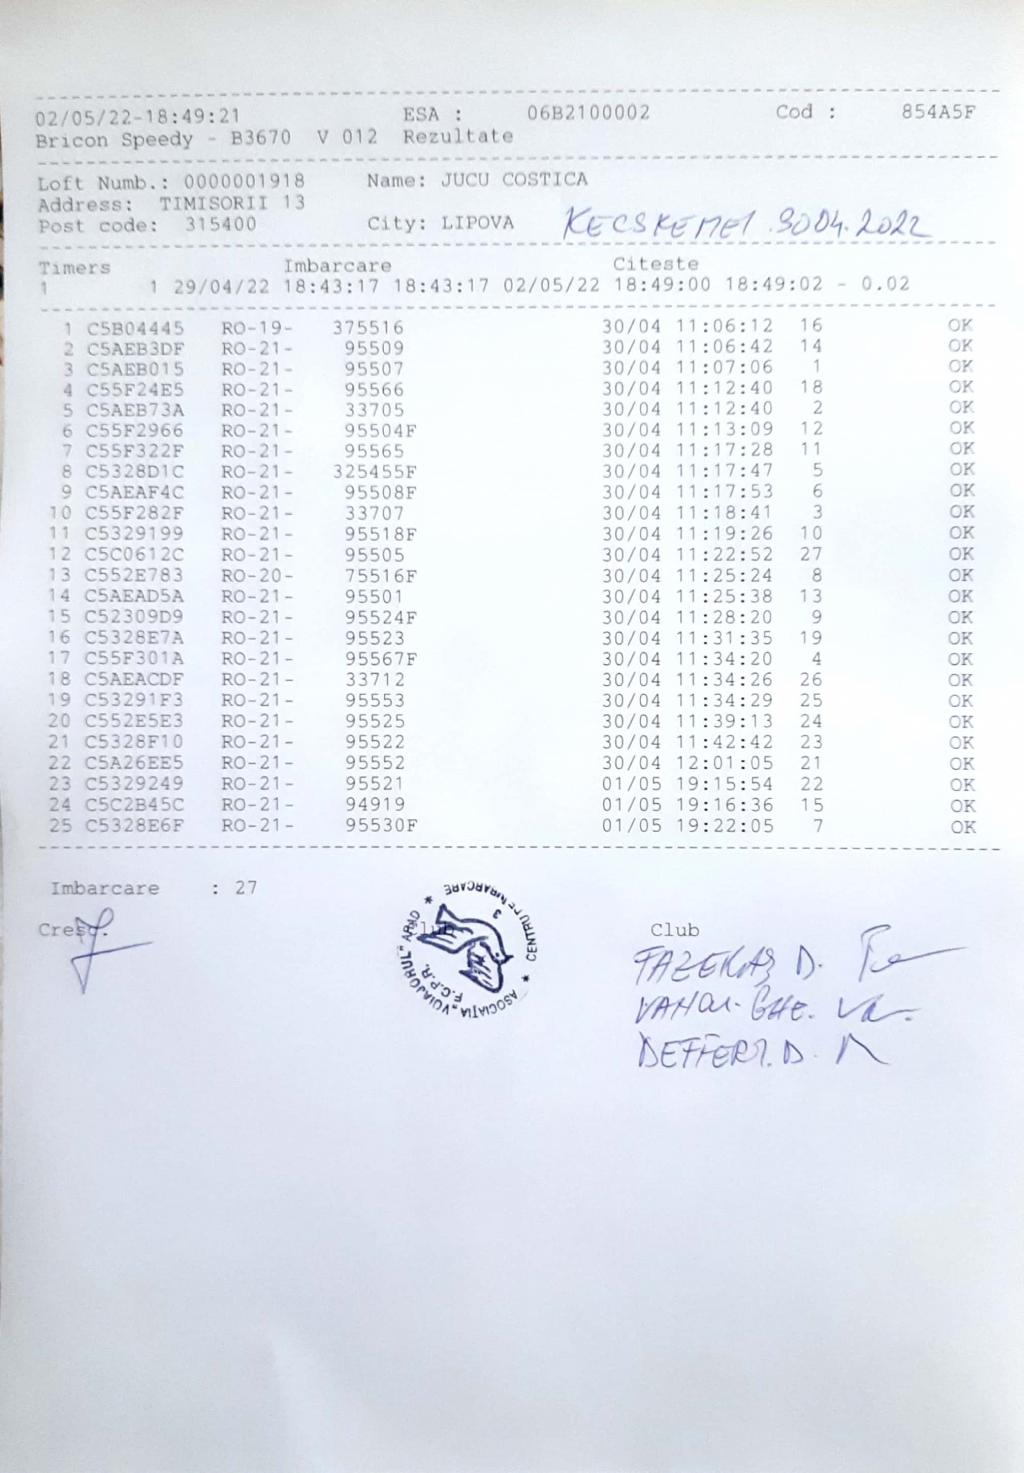 02/05/22-18:49:21 ESA : 06B2100002 Cod : 854A5F
Bricon Speedy - B3670 V 012 Rezultate
Loft Numb.: 0000001918 Name: JUCU COSTICA
Address: TIMISORII 13
Post code: 315400 City: LIPOVA KECSKEMET 30 04. 2022
Timers Imbarcare Citeste
1 1 29/04/22 18:43:17 18:43:17 02/05/22 18:49:00 18:49:02 - 0.02
1 C5B04445 RO-19- 375516 30/04 11:06:12 16 OK
2 C5AEB3DF RO-21- 95509 30/04 11:06:42 14 OK
3 C5AEB015 RO-21- 95507 30/04 11:07:06 1 OK
4 C55F24E5 RO-21- 95566 30/04 11:12:40 18 OK
5 C5AEB73A RO-21- 33705 30/04 11:12:40 2 OK
6 C55F2966 RO-21- 95504F 30/04 11:13:09 12 OK
7 C55F322F RO-21- 95565 30/04 11:17:28 11 OK
8 C5328D1C RO-21- 325455F 30/04 11:17:47 5 OK
9 C5AEAF4C RO-21- 95508F 30/04 11:17:53 6 OK
10 C55F282F RO-21- 33707 30/04 11:18:41 3 OK
11 C5329199 RO-21- 95518F 30/04 11:19:26 10 OK
12 C5C0612C RO-21- 95505 30/04 11:22:52 27 OK
13 C552E783 RO-20- 75516F 30/04 11:25:24 8 OK
14 C5AEAD5A RO-21- 95501 30/04 11:25:38 13 OK
15 C52309D9 RO-21- 95524F 30/04 11:28:20 9 OK
16 C5328E7A RO-21- 95523 30/04 11:31:35 19 OK
17 C55F301A RO-21- 95567F 30/04 11:34:20 4 OK
18 C5AEACDF RO-21- 33712 30/04 11:34:26 26 OK
19 C53291F3 RO-21- 95553 30/04 11:34:29 25 OK
20 C552E5E3 RO-21- 95525 30/04 11:39:13 24 OK
21 C5328F10 RO-21- 95522 30/04 11:42:42 23 OK
22 C5A26EE5 RO-21- 95552 30/04 12:01:05 21 OK
23 C5329249 RO-21- 95521 01/05 19:15:54 22 OK
24 C5C2B45C RO-21- 94919 01/05 19:16:36 15 OK
25 C5328E6F RO-21- 95530F 01/05 19:22:05 7 OK
Imbarcare : 27
Cresc. Club Club
ASOCIAŢIA "VOIAJORUL" ARAD * CENTRU DE IMBARCARE *
F.C.P.R. 3
FAZEKAS D.
GHE.
D.